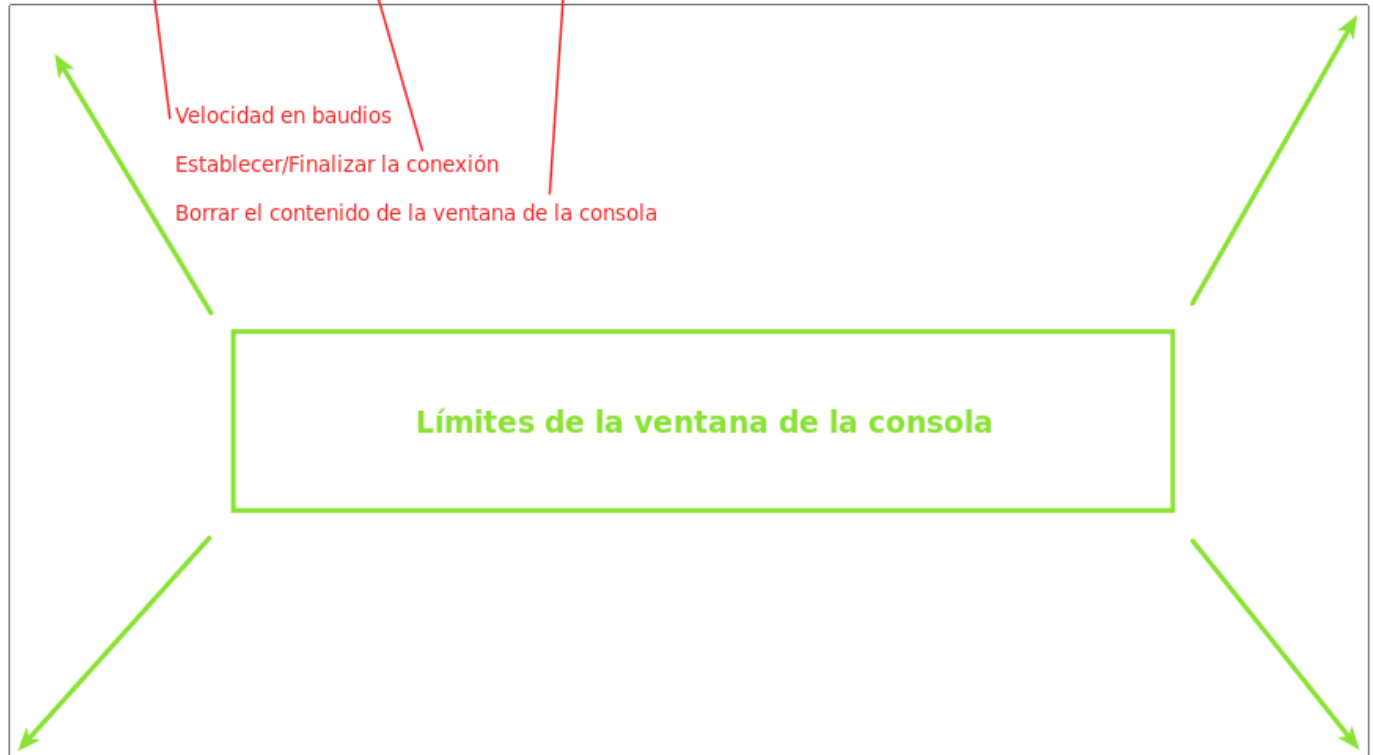 Velocidad en baudios
Establecer/Finalizar la conexión
Borrar el contenido de la ventana de la consola
Límites de la ventana de la consola